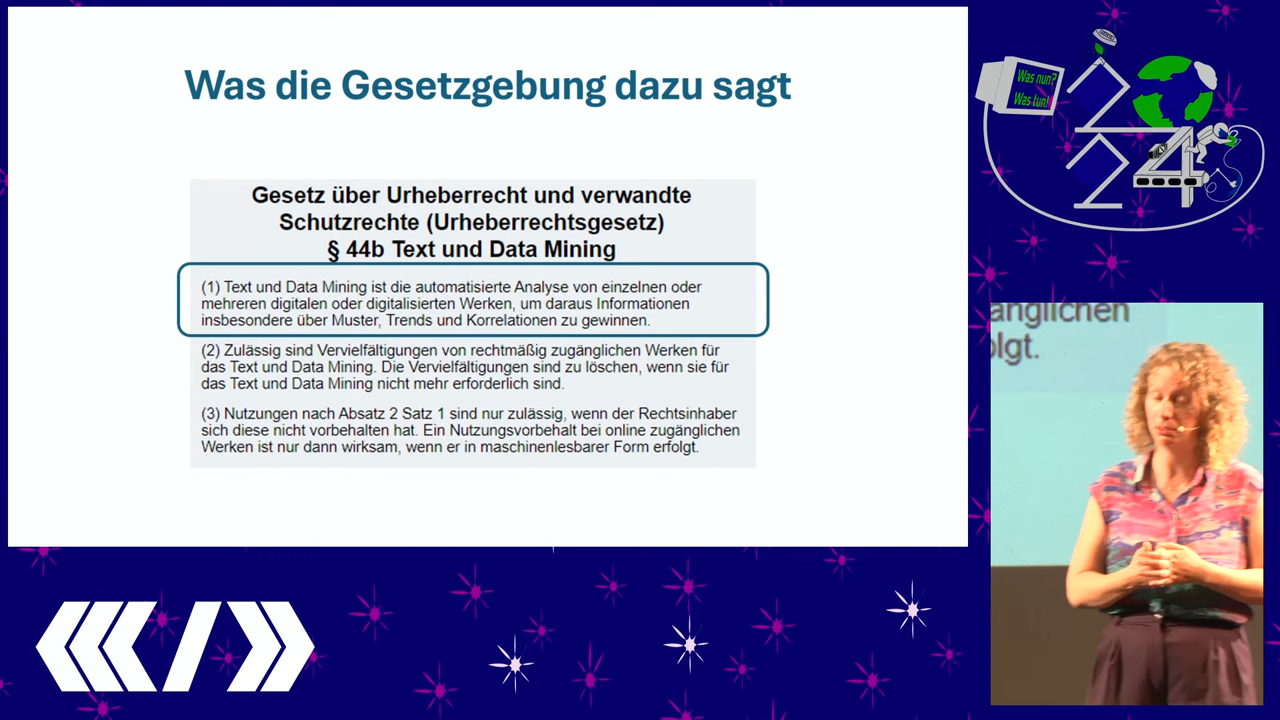 Was die Gesetzgebung dazu sagt
Gesetz über Urheberrecht und verwandte
Schutzrechte (Urheberrechtsgesetz)
§ 44b Text und Data Mining
(1) Text und Data Mining ist die automatisierte Analyse von einzelnen oder
mehreren digitalen oder digitalisierten Werken, um daraus Informationen
insbesondere über Muster, Trends und Korrelationen zu gewinnen.
(2) Zulässig sind Vervielfältigungen von rechtmäßig zugänglichen Werken für
das Text und Data Mining. Die Vervielfältigungen sind zu löschen, wenn sie für
das Text und Data Mining nicht mehr erforderlich sind.
(3) Nutzungen nach Absatz 2 Satz 1 sind nur zulässig, wenn der Rechtsinhaber
sich diese nicht vorbehalten hat. Ein Nutzungsvorbehalt bei online zugänglichen
Werken ist nur dann wirksam, wenn er in maschinenlesbarer Form erfolgt.
Was nun?
Was tun!
2024
änglichen
olgt.